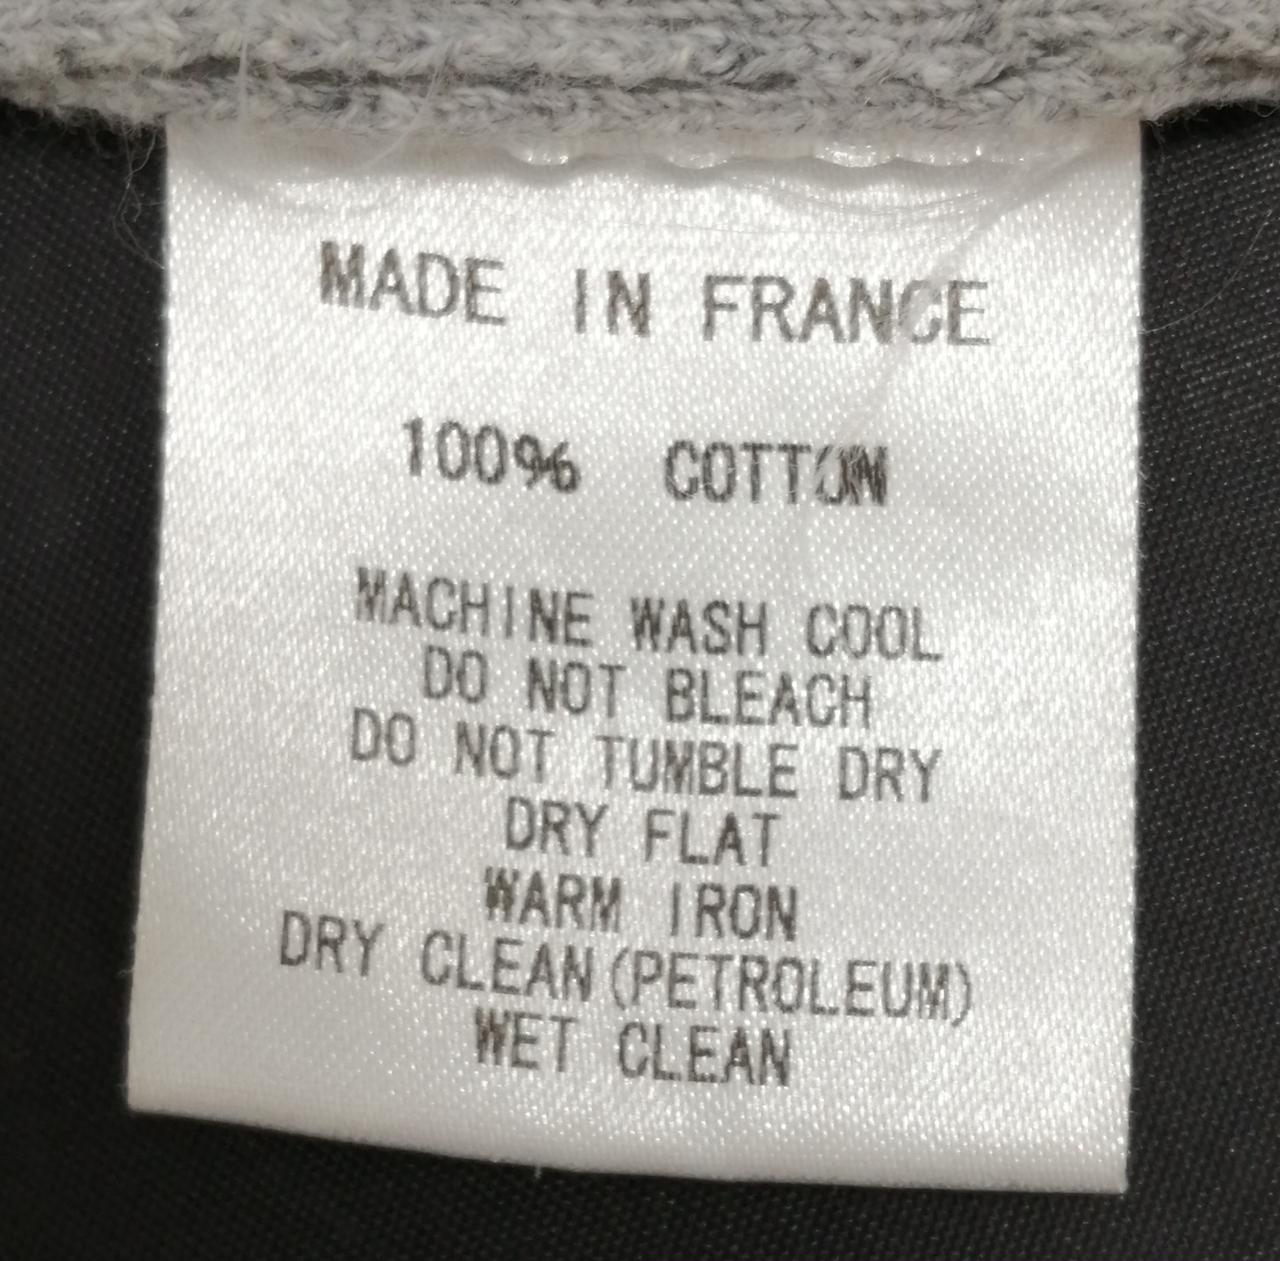 MADE IN FRANCE
100% COTTON
MACHINE WASH COOL
DO NOT BLEACH
DO NOT TUMBLE DRY
DRY FLAT
WARM IRON
DRY CLEAN(PETROLEUM)
WET CLEAN